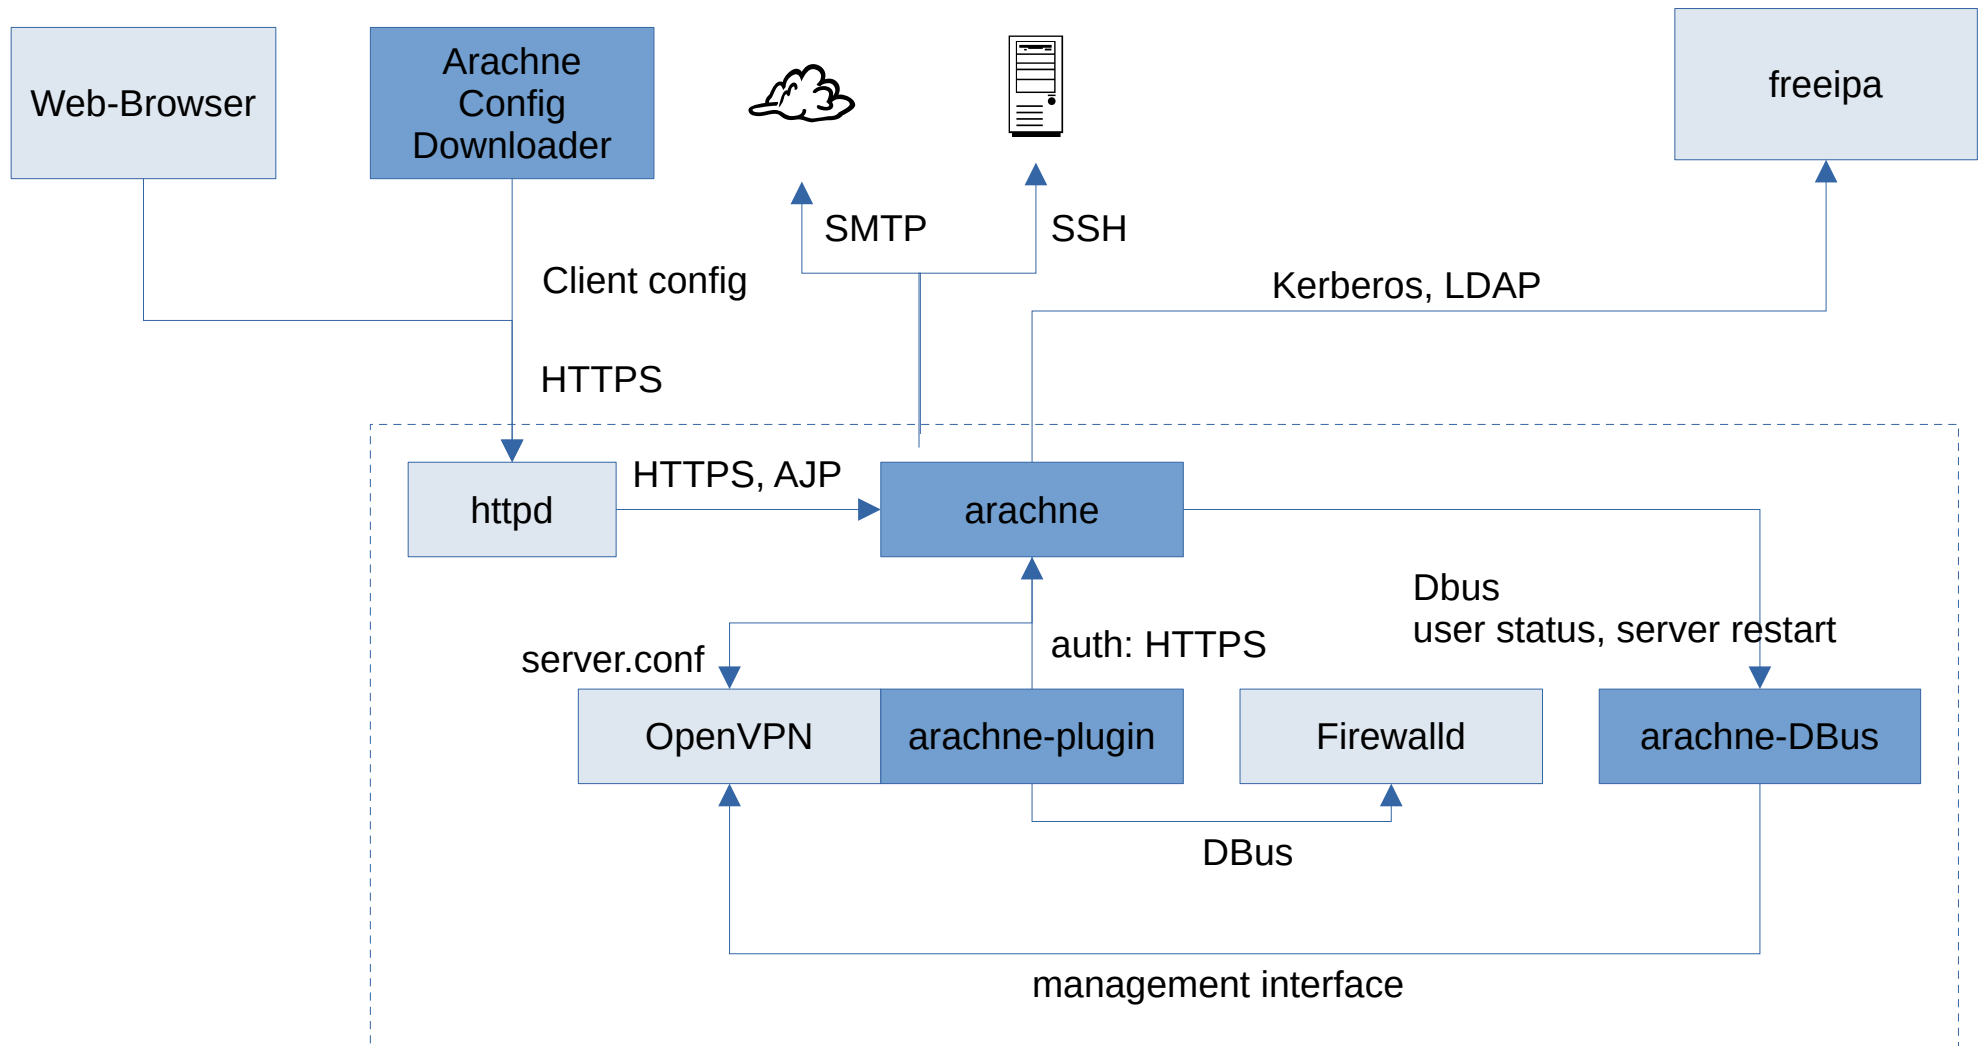 Web-Browser
Arachne
Config
Downloader
freeipa
SMTP
SSH
Client config
Kerberos, LDAP
HTTPS
HTTPS, AJP
httpd
arachne
Dbus
user status, server restart
server.conf
auth: HTTPS
OpenVPN
arachne-plugin
Firewalld
arachne-DBus
DBus
management interface